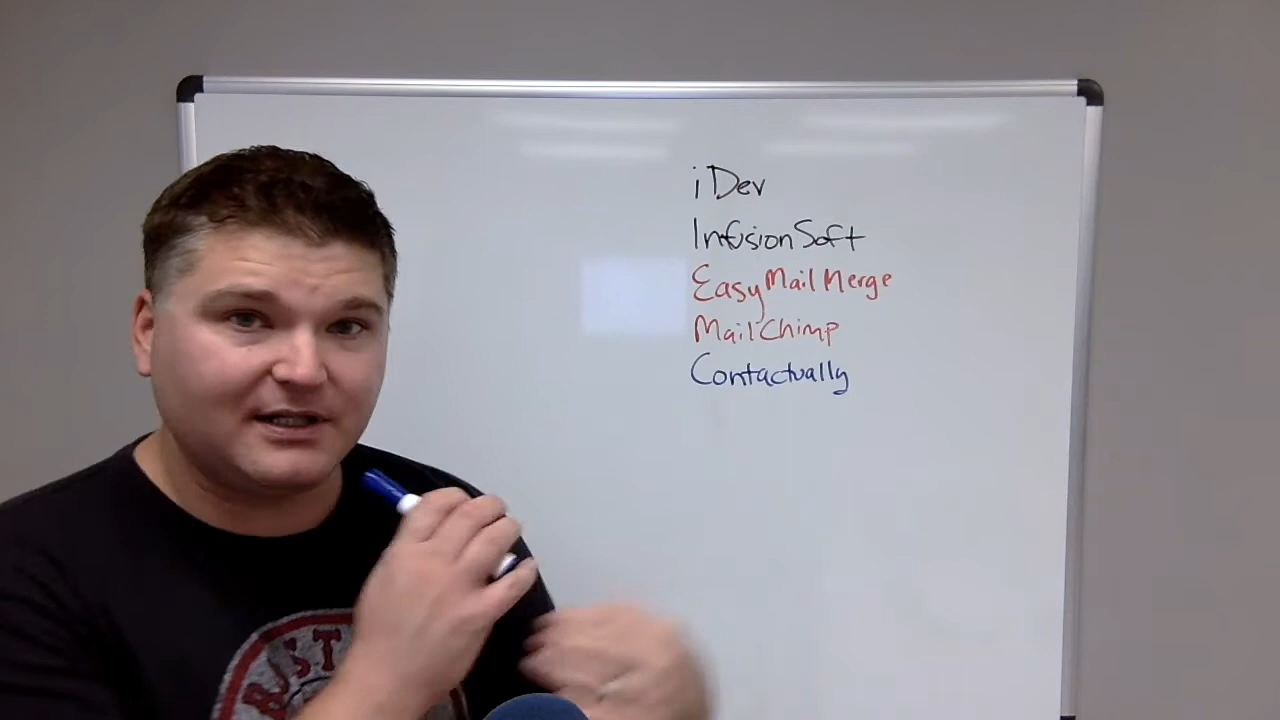 iDev
InfusionSoft
EasyMailMerge
MailChimp
Contactually